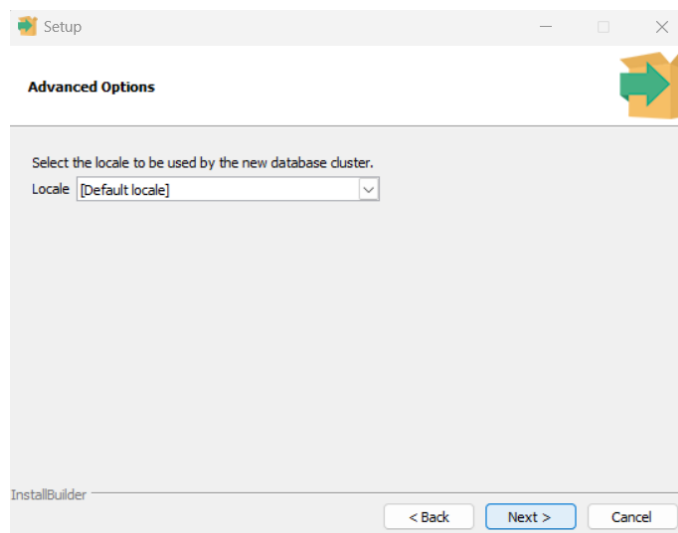 Setup
Advanced Options
Select the locale to be used by the new database cluster.
Locale [Default locale]
InstallBuilder
< Back Next > Cancel